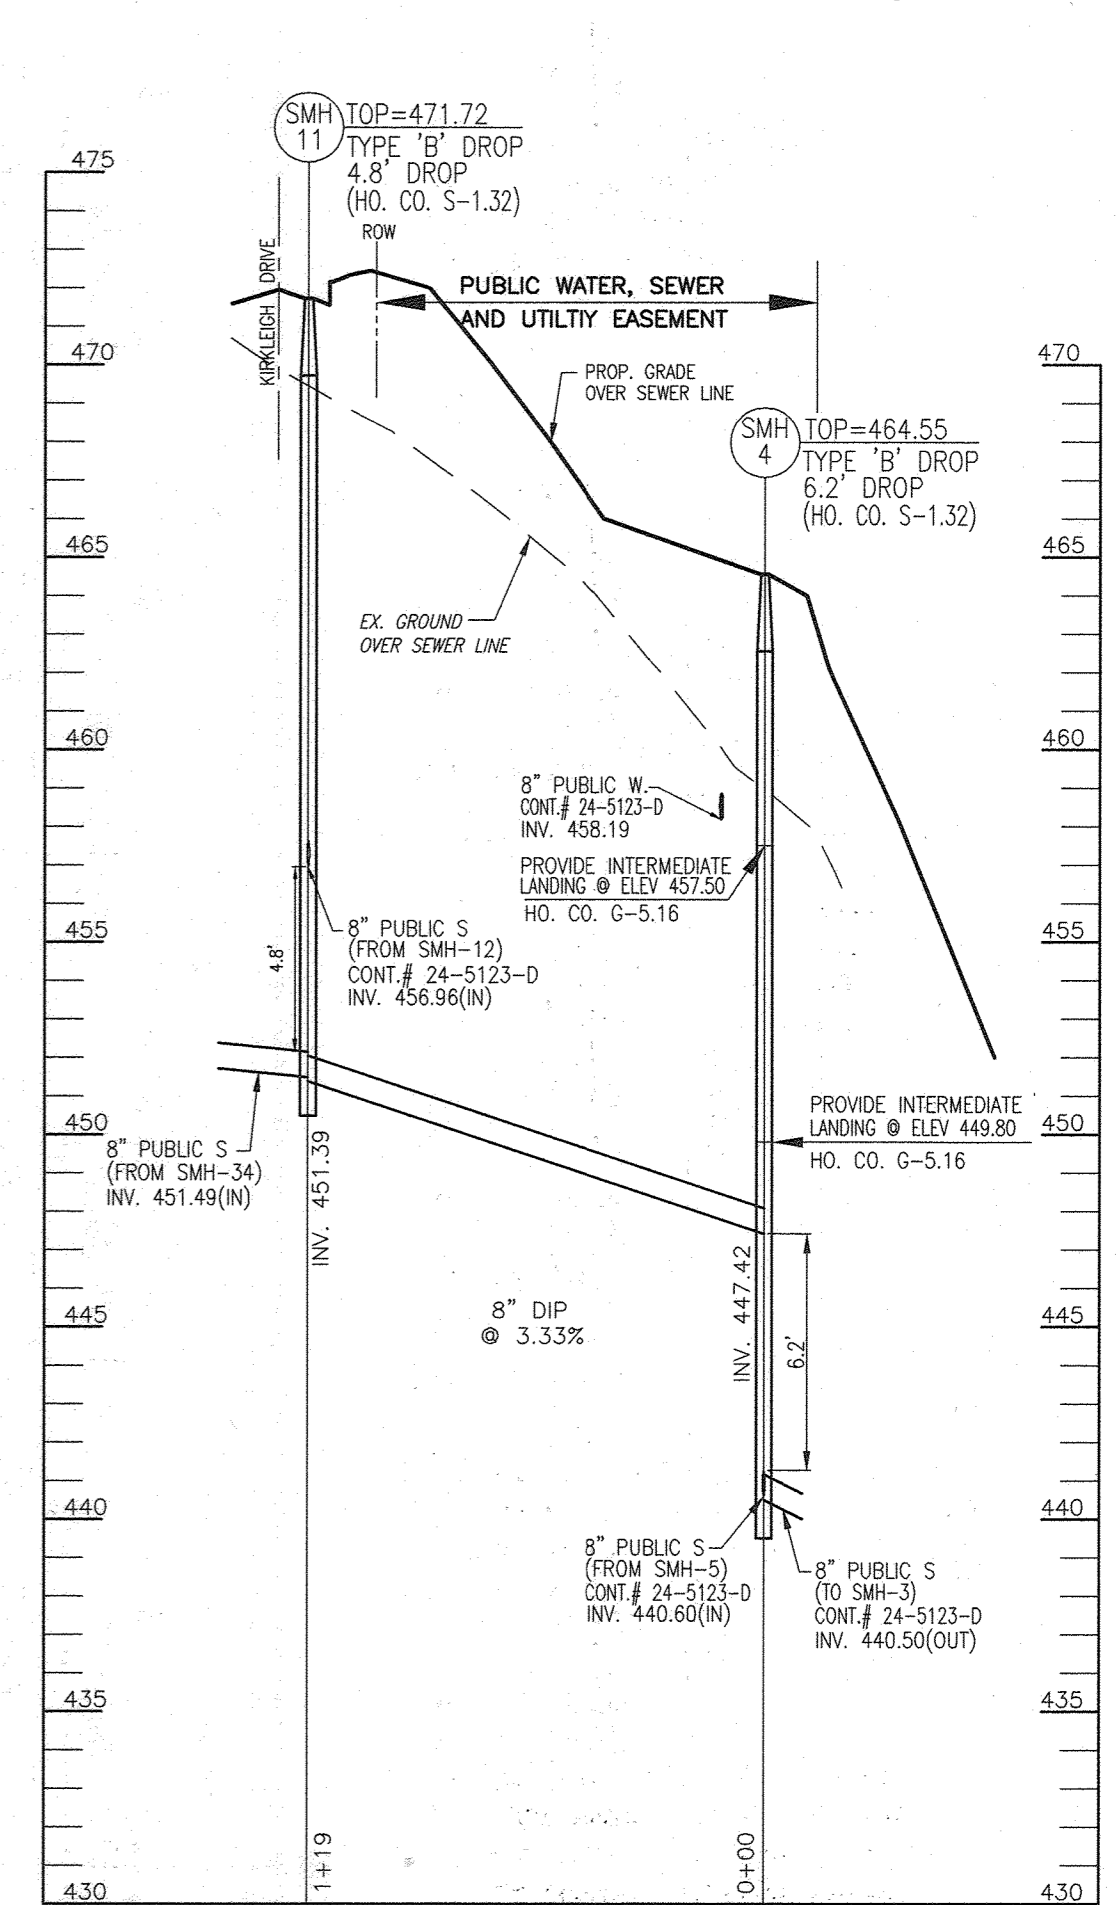 SMH
11
TOP=471.72
TYPE 'B' DROP
4.8' DROP
(HO. CO. S-1.32)
475
ROW
KIRKLEIGH DRIVE
PUBLIC WATER, SEWER
AND UTILTIY EASEMENT
470
470
PROP. GRADE
OVER SEWER LINE
SMH
4
TOP=464.55
TYPE 'B' DROP
6.2' DROP
(HO. CO. S-1.32)
465
465
EX. GROUND
OVER SEWER LINE
460
460
8" PUBLIC W.
CONT.# 24-5123-D
INV. 458.19
PROVIDE INTERMEDIATE
LANDING @ ELEV 457.50
HO. CO. G-5.16
455
455
4.8'
8" PUBLIC S
(FROM SMH-12)
CONT.# 24-5123-D
INV. 456.96(IN)
PROVIDE INTERMEDIATE
LANDING @ ELEV 449.80
HO. CO. G-5.16
450
450
8" PUBLIC S
(FROM SMH-34)
INV. 451.49(IN)
INV. 451.39
INV. 447.42
8" DIP
@ 3.33%
445
445
6.2'
440
440
8" PUBLIC S
(FROM SMH-5)
CONT.# 24-5123-D
INV. 440.60(IN)
8" PUBLIC S
(TO SMH-3)
CONT.# 24-5123-D
INV. 440.50(OUT)
435
435
1+19
0+00
430
430